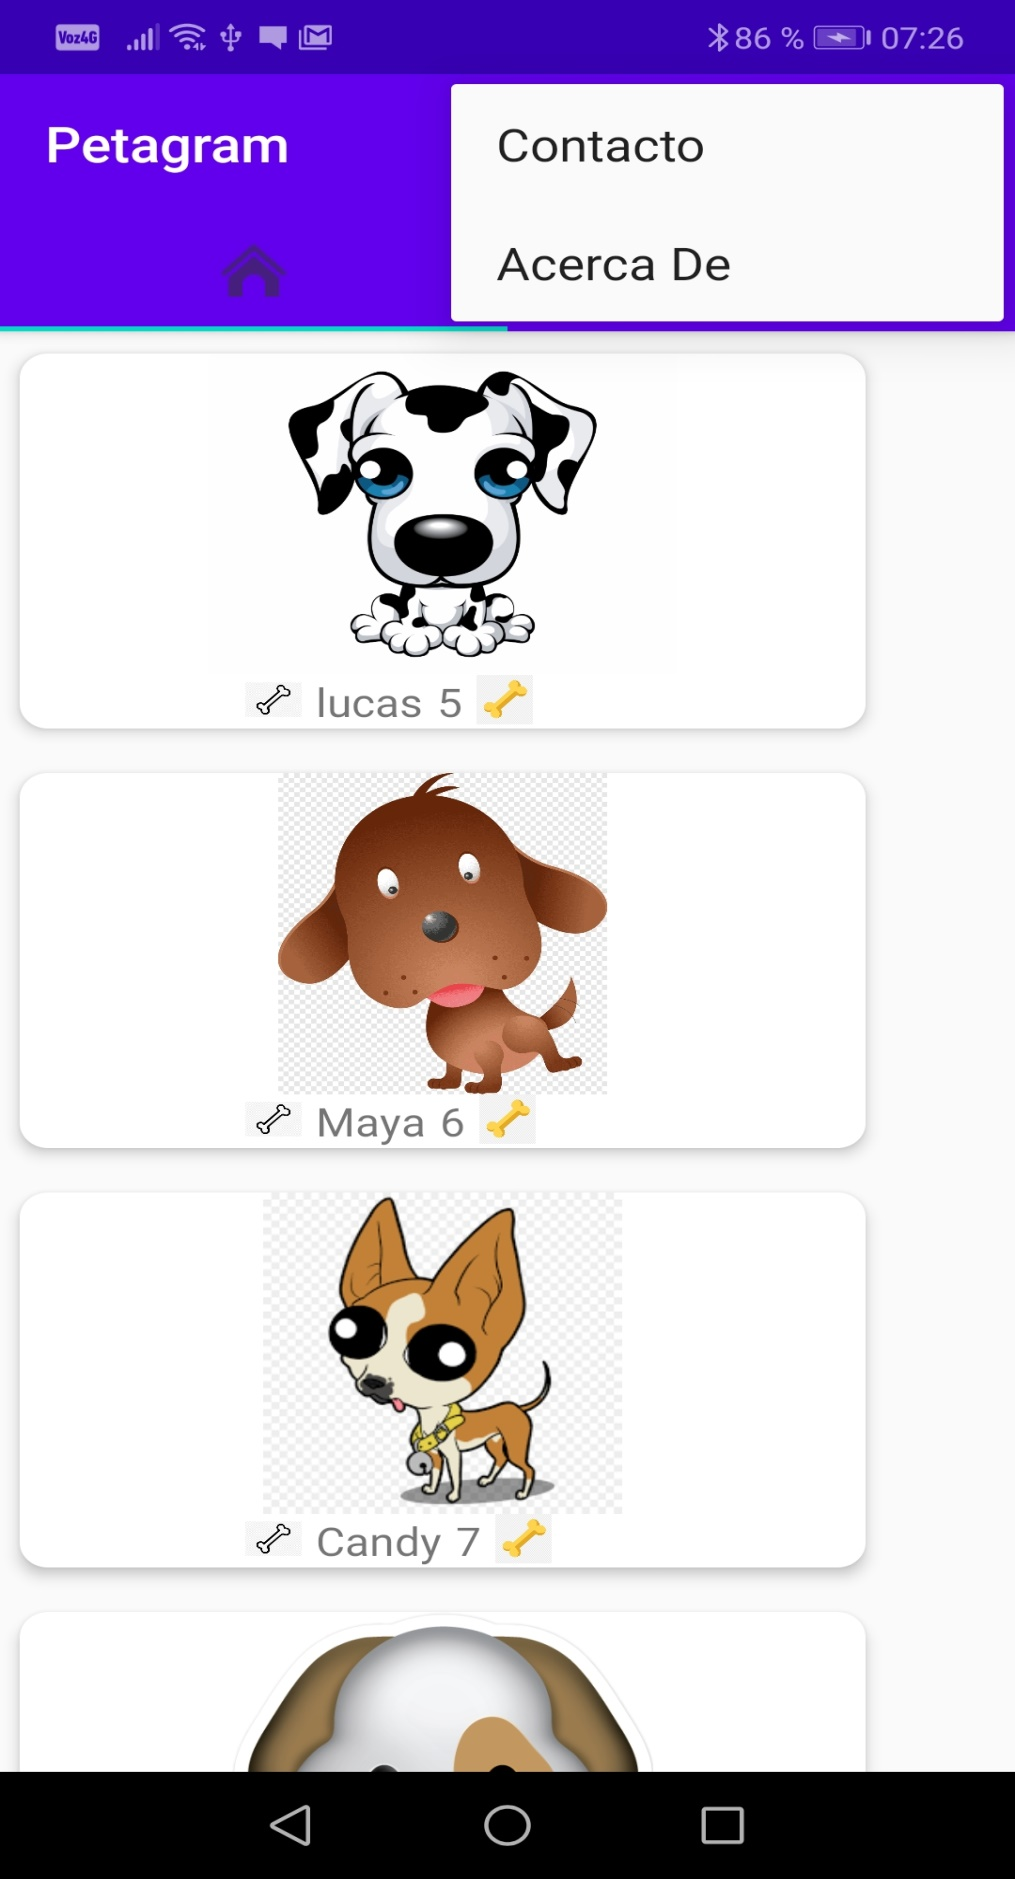 Voz4G 86 % 07:26
Petagram
Contacto
Acerca De
lucas 5
Maya 6
Candy 7